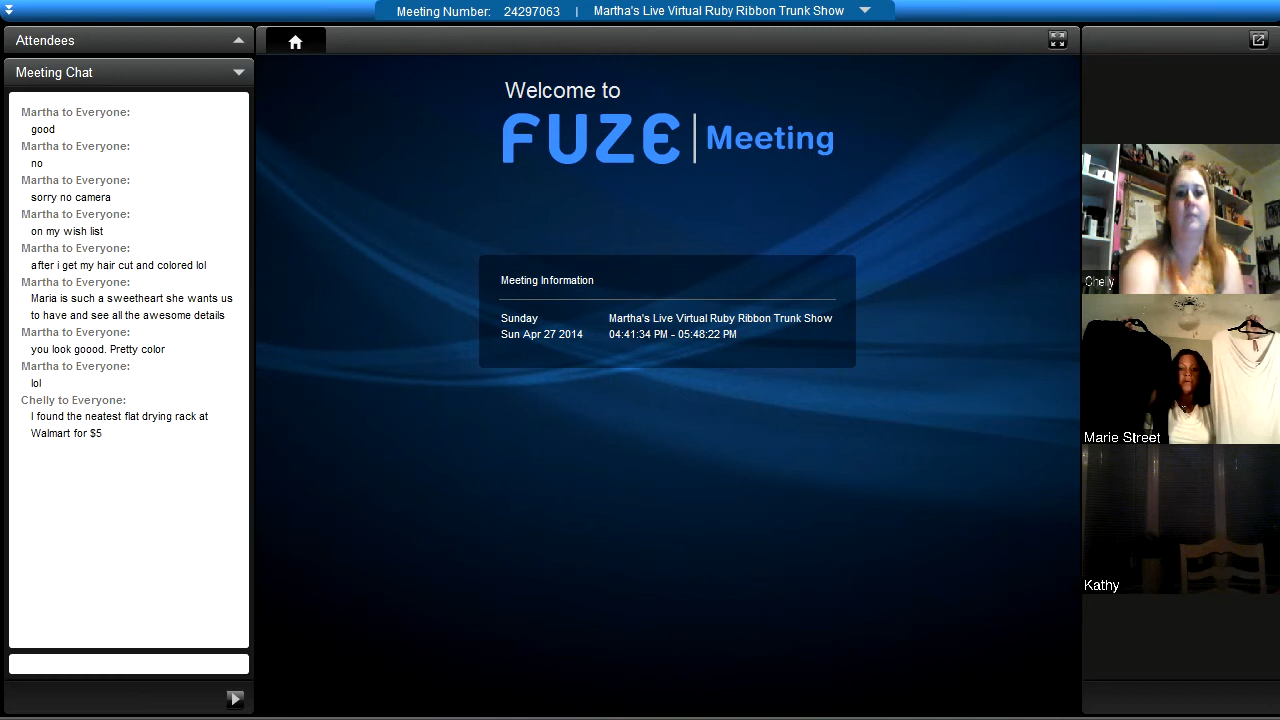 Meeting Number: 24297063 | Martha's Live Virtual Ruby Ribbon Trunk Show
Attendees
Meeting Chat
Martha to Everyone:
good
Martha to Everyone:
no
Martha to Everyone:
sorry no camera
Martha to Everyone:
on my wish list
Martha to Everyone:
after i get my hair cut and colored lol
Martha to Everyone:
Maria is such a sweetheart she wants us
to have and see all the awesome details
Martha to Everyone:
you look goood. Pretty color
Martha to Everyone:
lol
Chelly to Everyone:
I found the neatest flat drying rack at
Walmart for $5
Welcome to
FUZE | Meeting
Meeting Information
Sunday Martha's Live Virtual Ruby Ribbon Trunk Show
Sun Apr 27 2014 04:41:34 PM - 05:48:22 PM
Chelly
Marie Street
Kathy